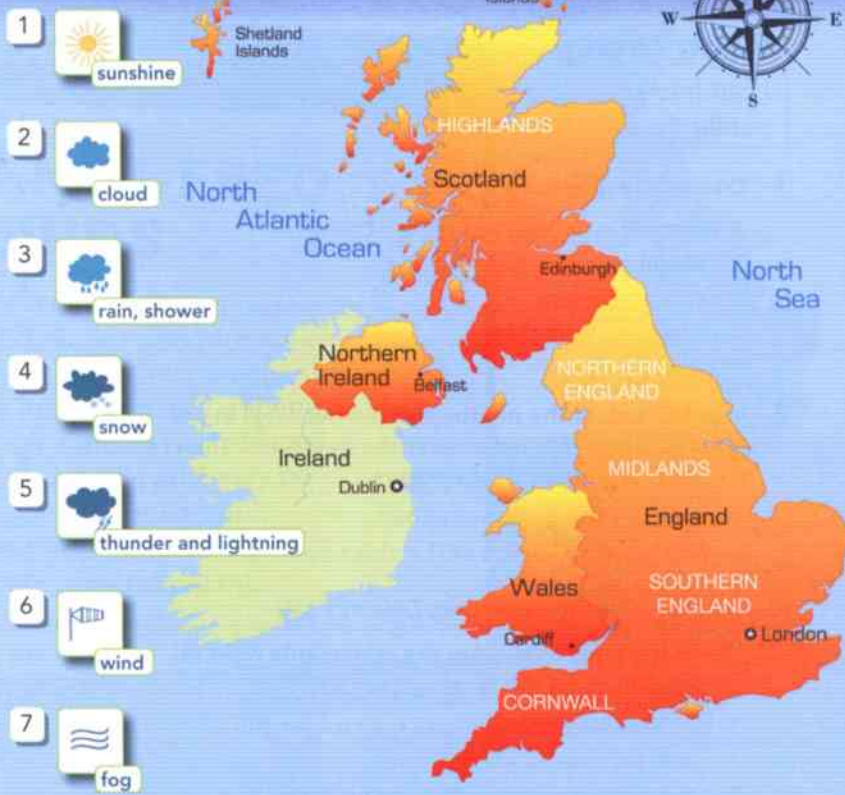 1
sunshine
2
cloud
3
rain, shower
4
snow
5
thunder and lightning
6
wind
7
fog
Islands
Shetland
Islands
W
E
S
HIGHLANDS
Scotland
North
Atlantic
Ocean
Edinburgh
North
Sea
Northern
Ireland
Belfast
NORTHERN
ENGLAND
Ireland
Dublin
MIDLANDS
England
Wales
SOUTHERN
ENGLAND
Cardiff
London
CORNWALL